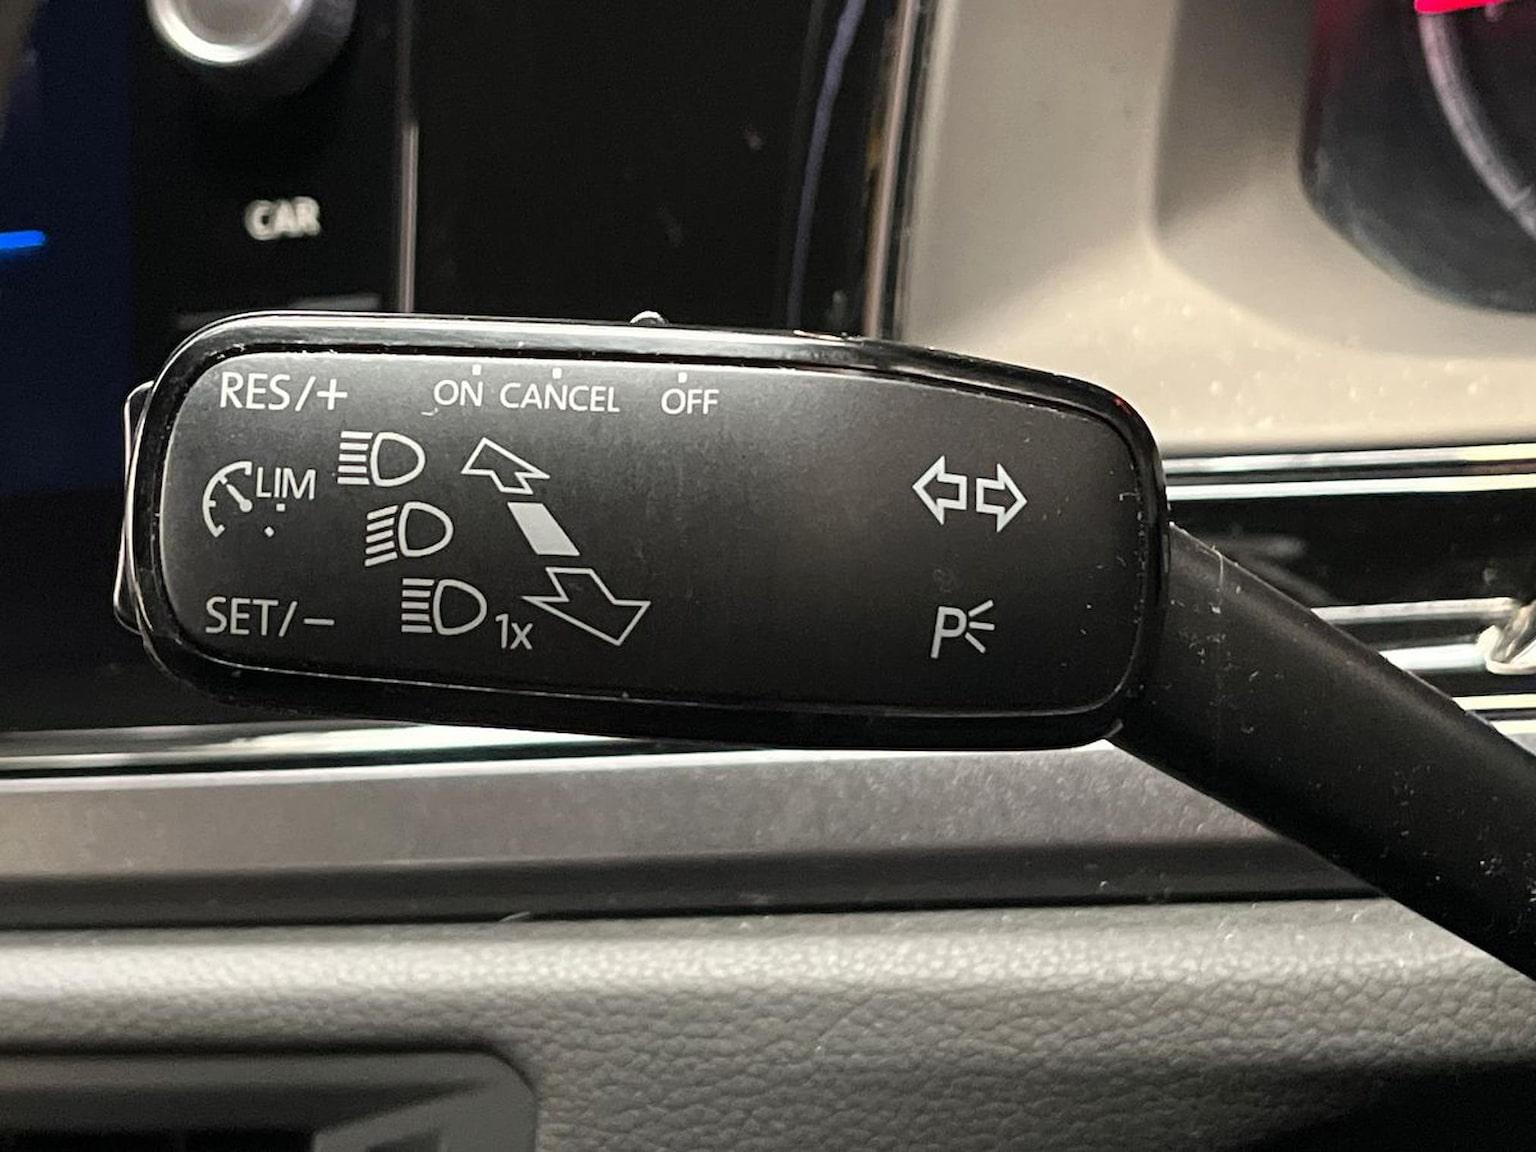 CAR
RES/+
ON CANCEL OFF
LIM
SET/−
1x
P